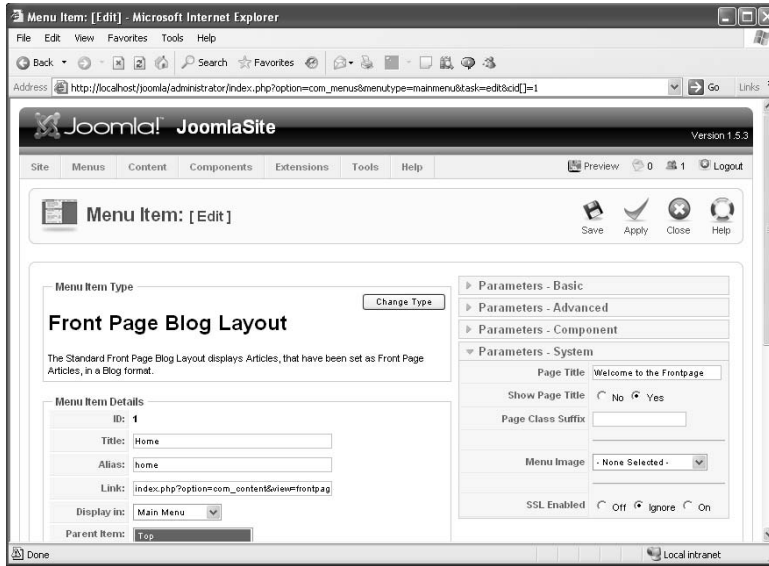 Menu Item: [Edit] - Microsoft Internet Explorer
File Edit View Favorites Tools Help
Back Search Favorites
Address http://localhost/joomla/administrator/index.php?option=com_menus&menutype=mainmenu&task=edit&cid[]=1 Go Links
Joomla! JoomlaSite
Version 1.5.3
Site Menus Content Components Extensions Tools Help Preview 0 1 Logout
Menu Item: [ Edit ]
Save Apply Close Help
Menu Item Type
Change Type
Front Page Blog Layout
The Standard Front Page Blog Layout displays Articles, that have been set as Front Page
Articles, in a Blog format.
Menu Item Details
ID: 1
Title: Home
Alias: home
Link: index.php?option=com_content&view=frontpag
Display in: Main Menu
Parent Item: Top
Parameters - Basic
Parameters - Advanced
Parameters - Component
Parameters - System
Page Title Welcome to the Frontpage
Show Page Title No Yes
Page Class Suffix
Menu Image - None Selected -
SSL Enabled Off Ignore On
Done Local intranet